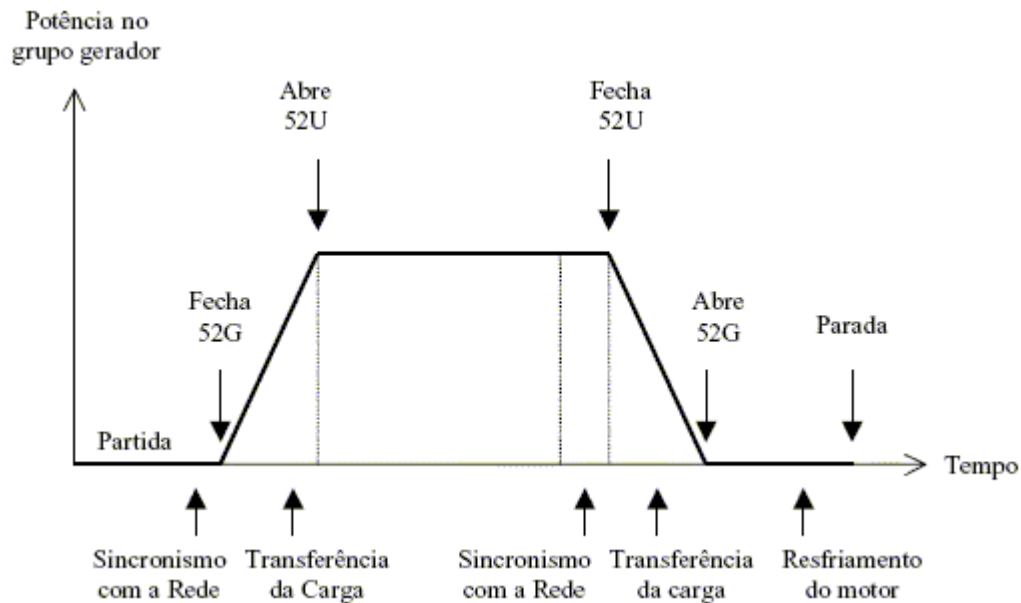 Potência no
grupo gerador
Abre
52U
Fecha
52U
Fecha
52G
Abre
52G
Parada
Partida
Tempo
Sincronismo
com a Rede
Transferência
da Carga
Sincronismo
com a Rede
Transferência
da carga
Resfriamento
do motor